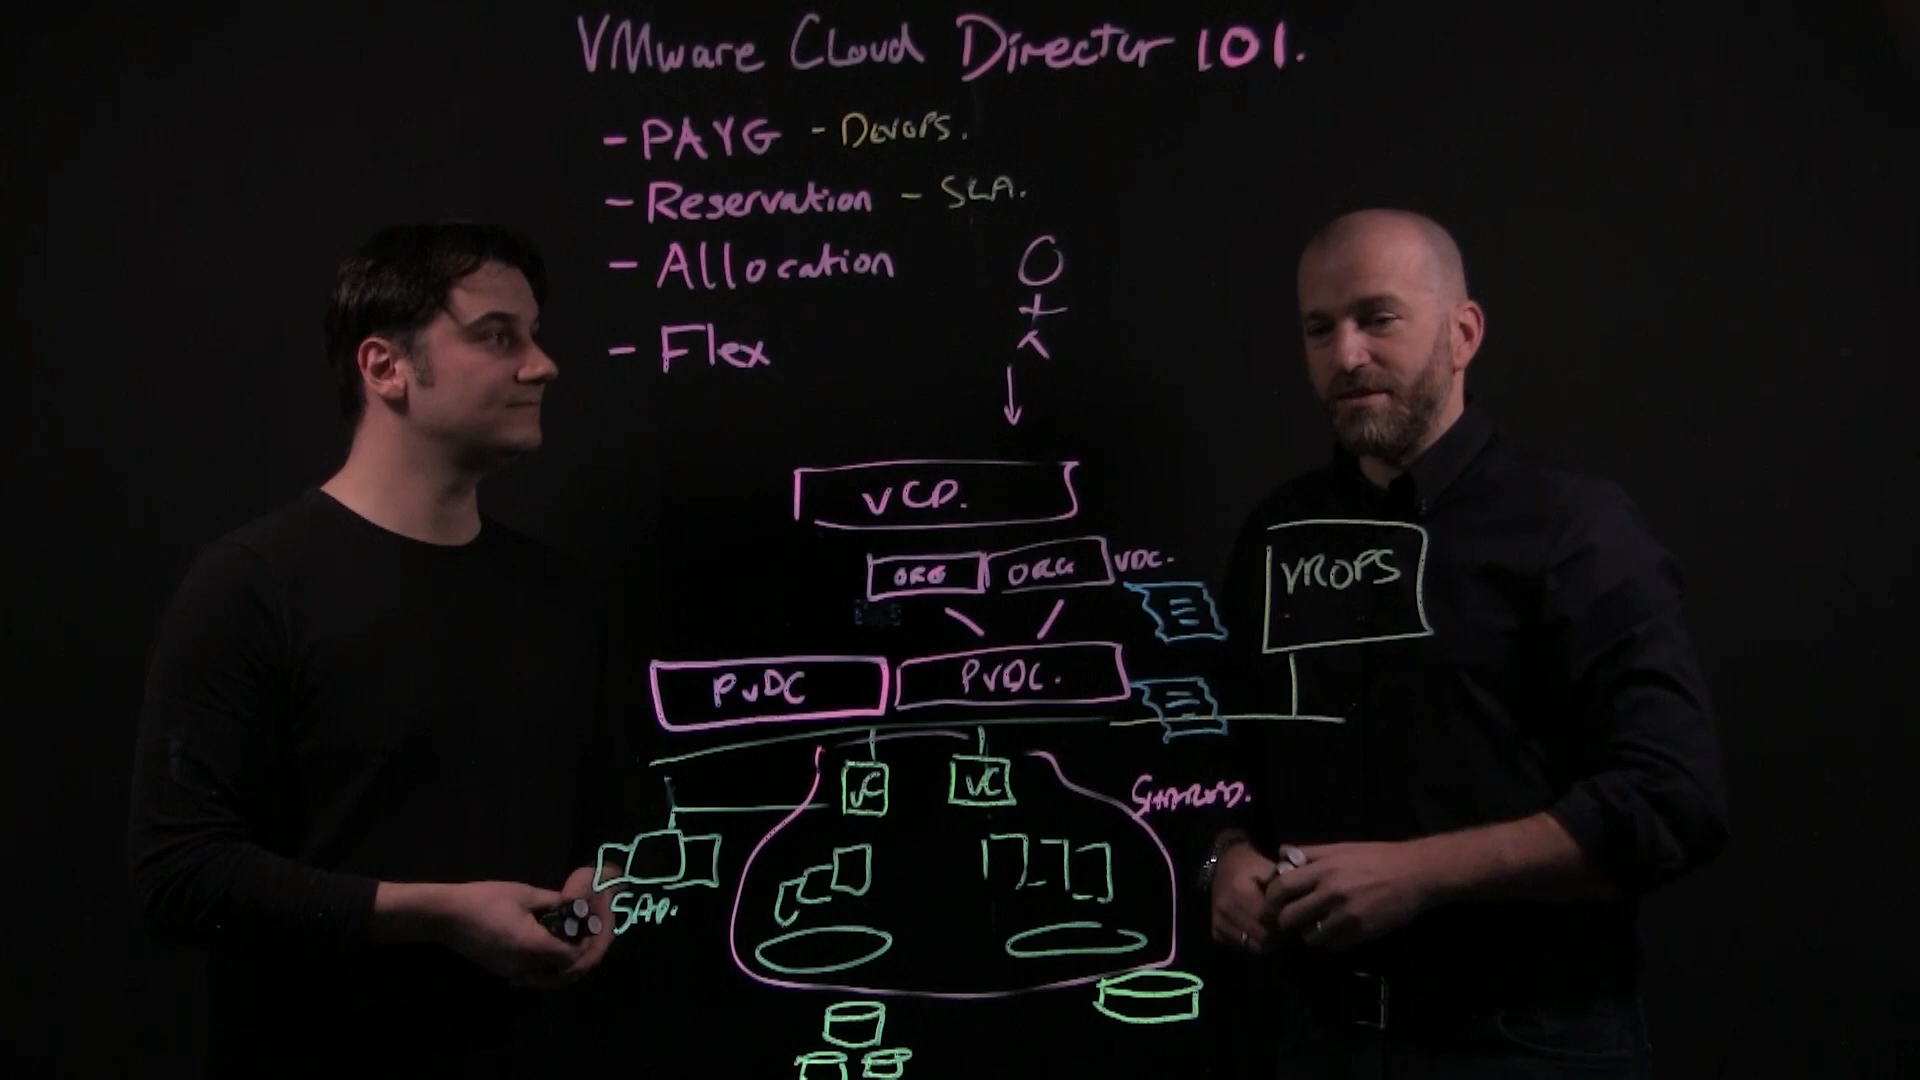 VMware Cloud Director 101.
- PAYG - DevOPS.
- Reservation - SLA.
- Allocation
- Flex
VCD.
ORG ORG VDC.
VROPS
PVDC PVDC.
VC VC
SHARED.
SAP.